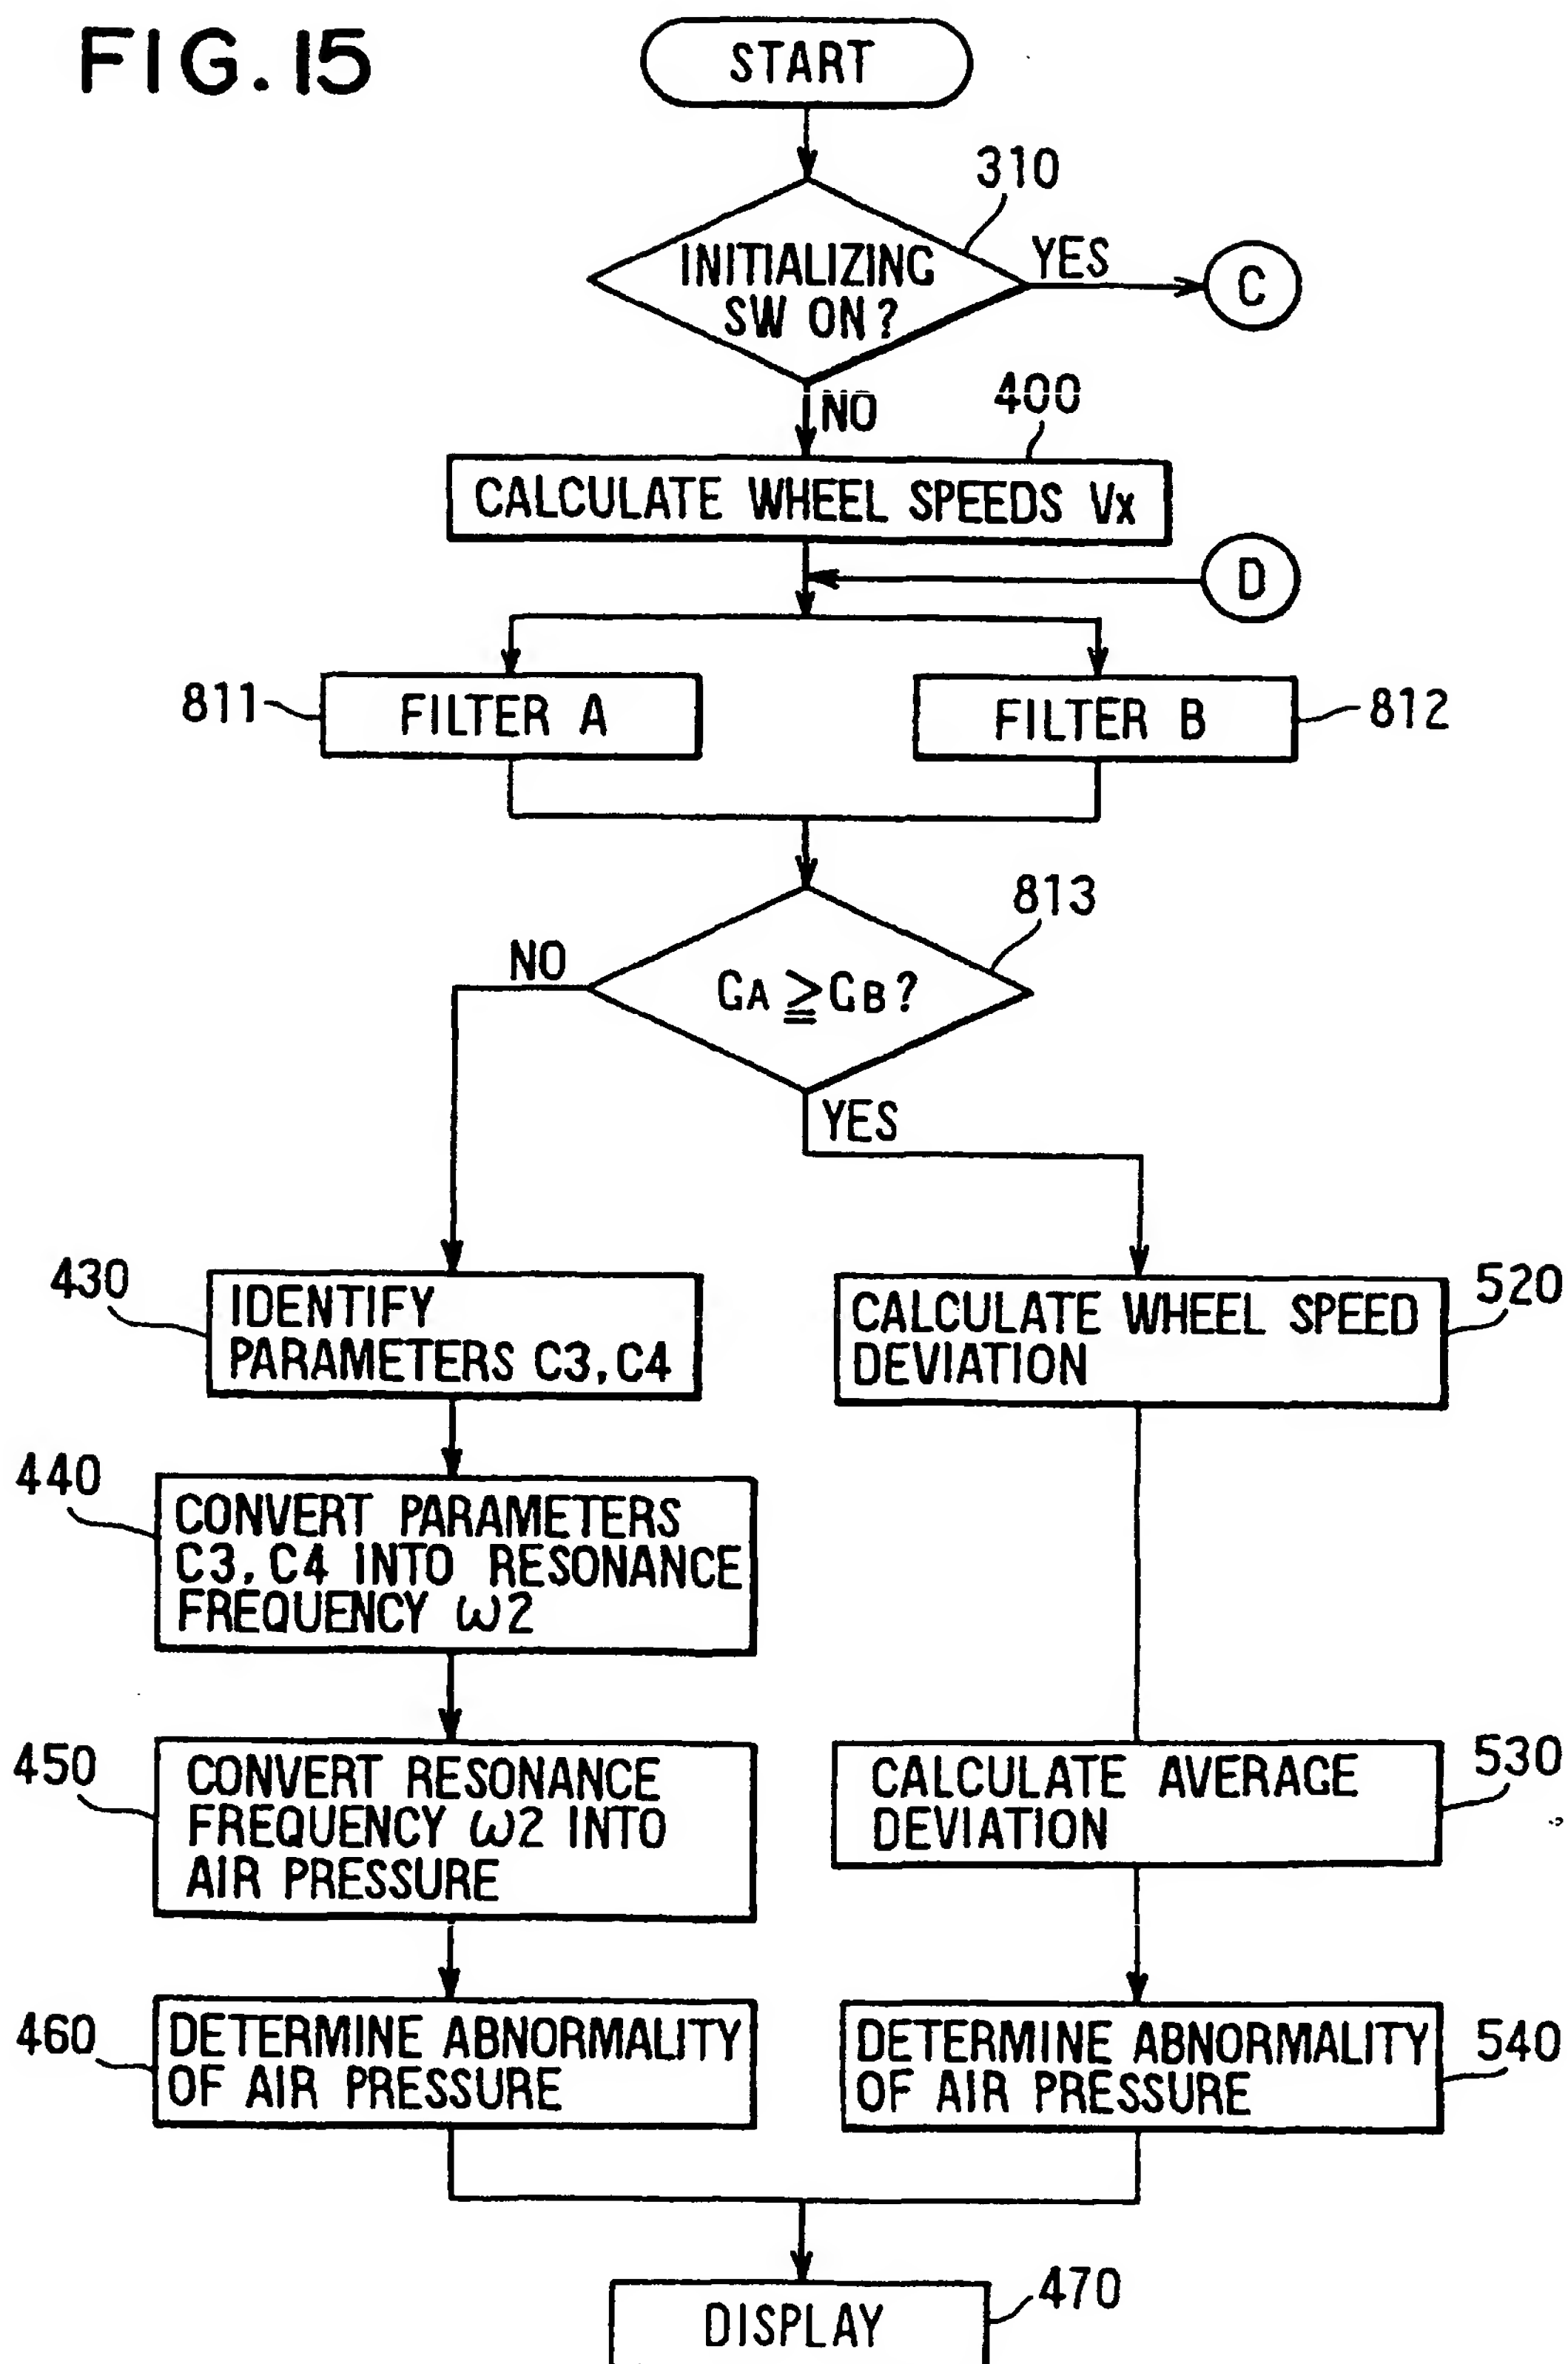 FIG. 15
START
310
INITIALIZING
SW ON?
YES
C
NO
400
CALCULATE WHEEL SPEEDS Vx
D
811
FILTER A
FILTER B
812
813
NO
GA ≧ GB?
YES
430
IDENTIFY
PARAMETERS C3, C4
CALCULATE WHEEL SPEED
DEVIATION
520
440
CONVERT PARAMETERS
C3, C4 INTO RESONANCE
FREQUENCY ω2
450
CONVERT RESONANCE
FREQUENCY ω2 INTO
AIR PRESSURE
CALCULATE AVERAGE
DEVIATION
530
460
DETERMINE ABNORMALITY
OF AIR PRESSURE
DETERMINE ABNORMALITY
OF AIR PRESSURE
540
DISPLAY
470